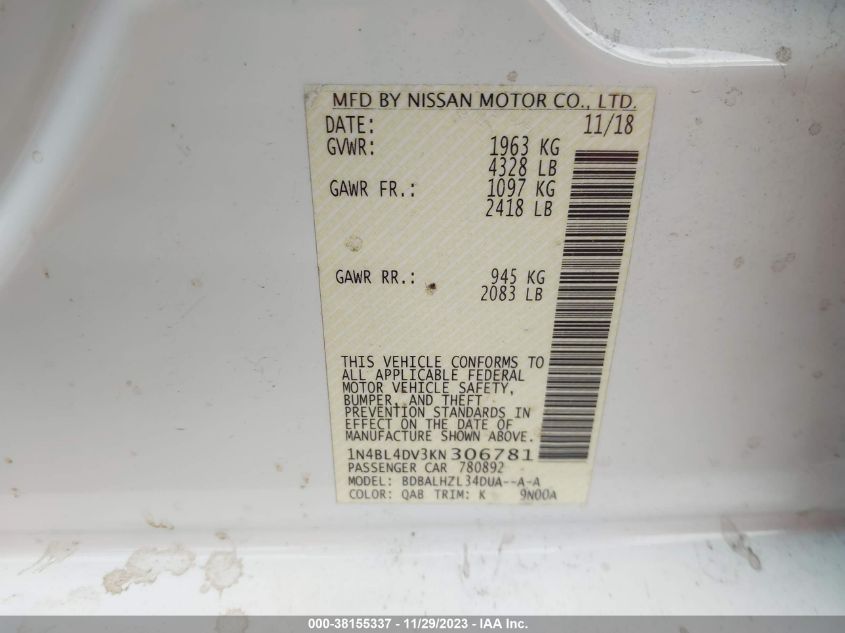 MFD BY NISSAN MOTOR CO., LTD.
DATE: 11/18
GVWR: 1963 KG
4328 LB
GAWR FR.: 1097 KG
2418 LB
GAWR RR.: 945 KG
2083 LB
THIS VEHICLE CONFORMS TO
ALL APPLICABLE FEDERAL
MOTOR VEHICLE SAFETY,
BUMPER, AND THEFT
PREVENTION STANDARDS IN
EFFECT ON THE DATE OF
MANUFACTURE SHOWN ABOVE.
1N4BL4DV3KN306781
PASSENGER CAR 780892
MODEL: BDBALHZL34DUA--A-A
COLOR: QAB TRIM: K 9N00A
000-38155337 - 11/29/2023 - IAA Inc.